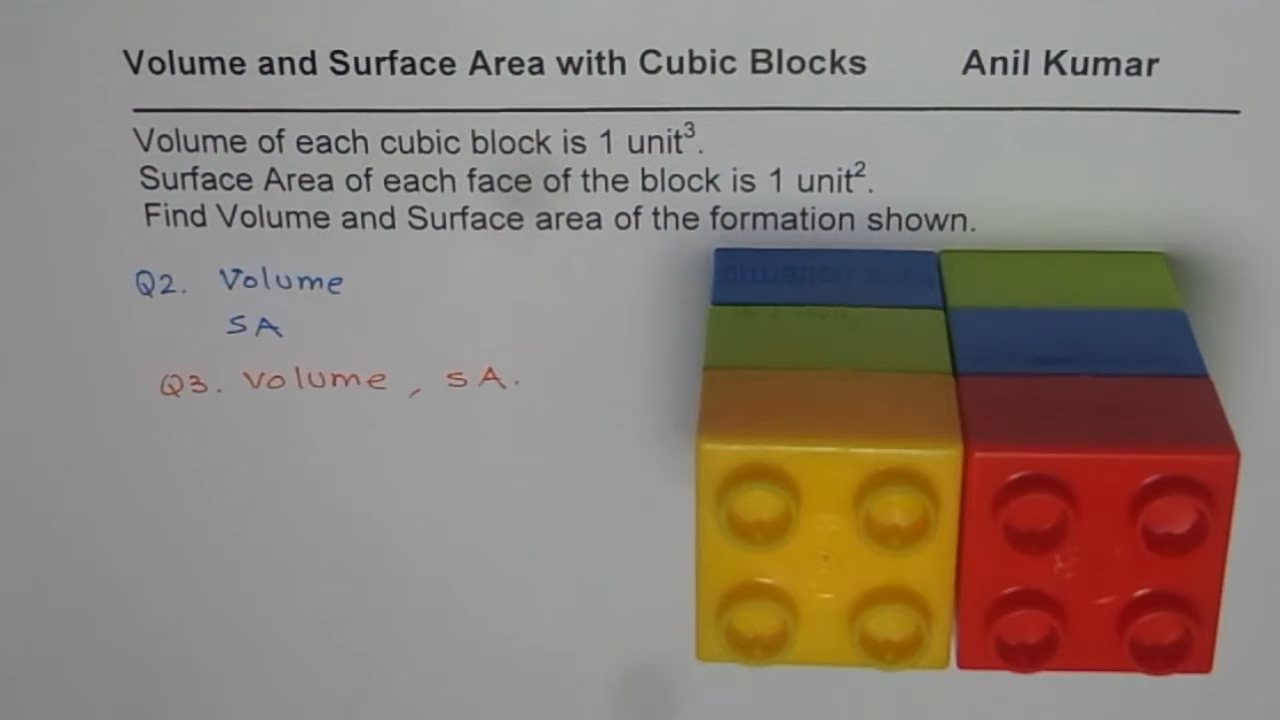 Volume and Surface Area with Cubic Blocks Anil Kumar
Volume of each cubic block is 1 unit³.
Surface Area of each face of the block is 1 unit².
Find Volume and Surface area of the formation shown.
Q2. Volume
SA
Q3. Volume, SA.